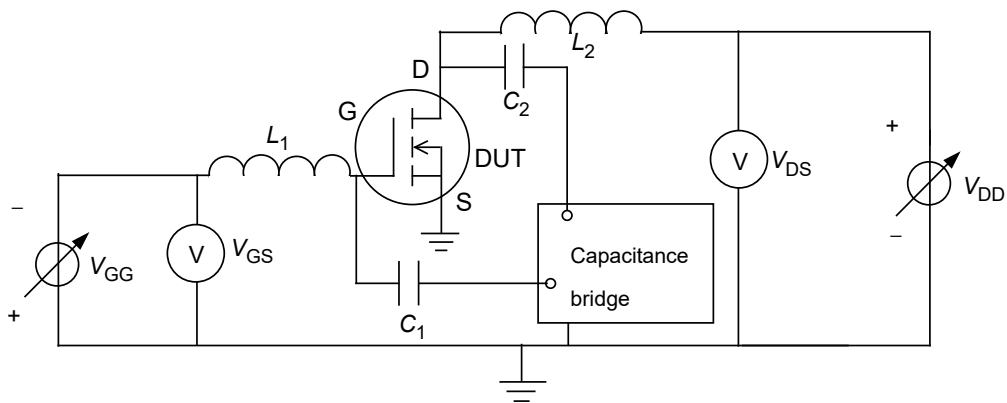 L2
D
C2
G
L1
DUT
S
+
V
VDS
VDD
–
–
V
VGS
VGG
+
Capacitance
bridge
C1